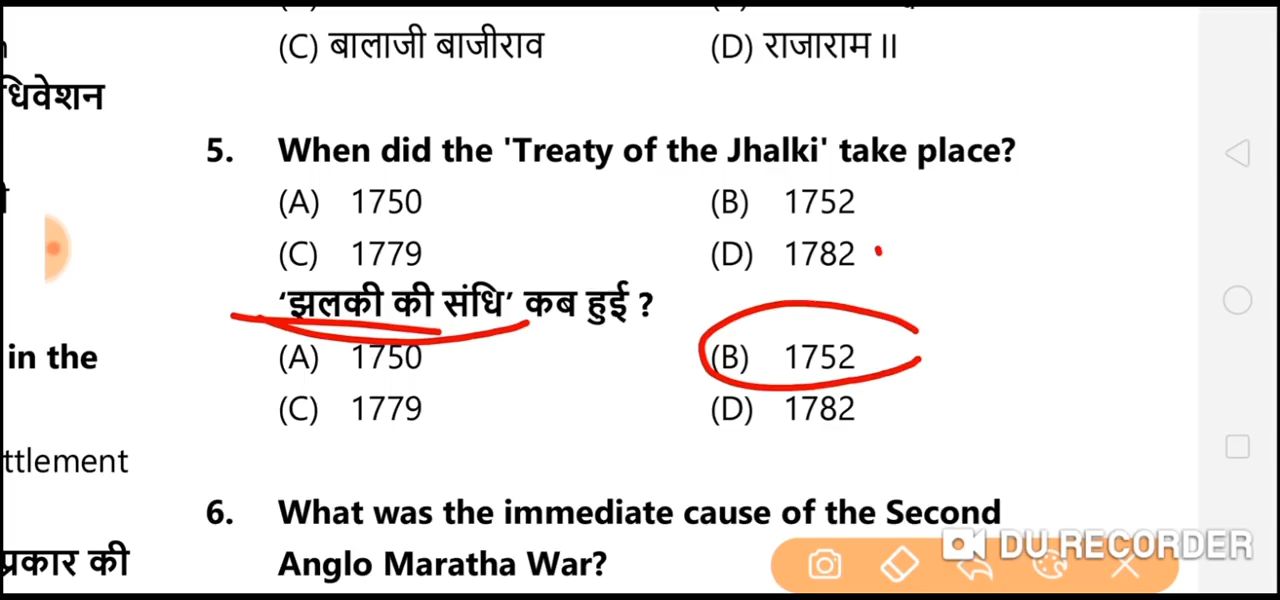 (C) बालाजी बाजीराव (D) राजाराम II
धिवेशन
5. When did the 'Treaty of the Jhalki' take place?
(A) 1750 (B) 1752
(C) 1779 (D) 1782
‘झलकी की संधि’ कब हुई ?
in the
(A) 1750 (B) 1752
(C) 1779 (D) 1782
ttlement
6. What was the immediate cause of the Second
प्रकार की
Anglo Maratha War?
DU RECORDER